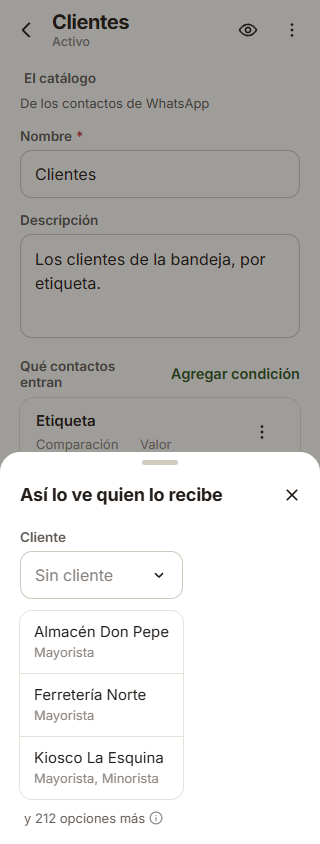 Clientes
Activo
El catálogo
De los contactos de WhatsApp
Nombre *
Clientes
Descripción
Los clientes de la bandeja, por
etiqueta.
Qué contactos
entran
Agregar condición
Etiqueta
Comparación Valor
Así lo ve quien lo recibe
Cliente
Sin cliente
Almacén Don Pepe
Mayorista
Ferretería Norte
Mayorista
Kiosco La Esquina
Mayorista, Minorista
y 212 opciones más